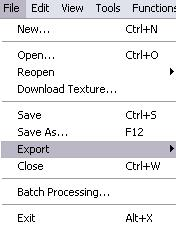 File Edit View Tools Functions
New... Ctrl+N
Open... Ctrl+O
Reopen
Download Texture...
Save Ctrl+S
Save As... F12
Export
Close Ctrl+W
Batch Processing...
Exit Alt+X